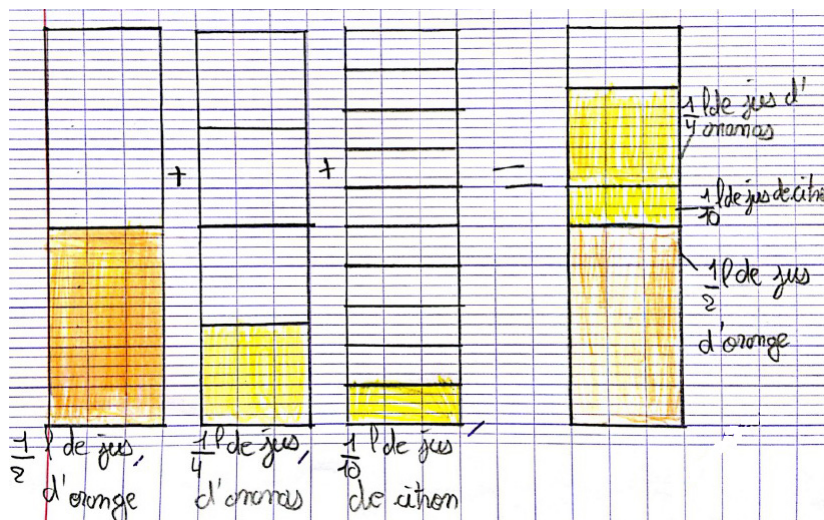 +
+
=
1/4 l de jus d'
ananas
1/10 l de jus de citro
1/2 l de jus
d'orange
1/2 l de jus,
d'orange
1/4 l de jus,
d'ananas
1/10 l de jus,
de citron